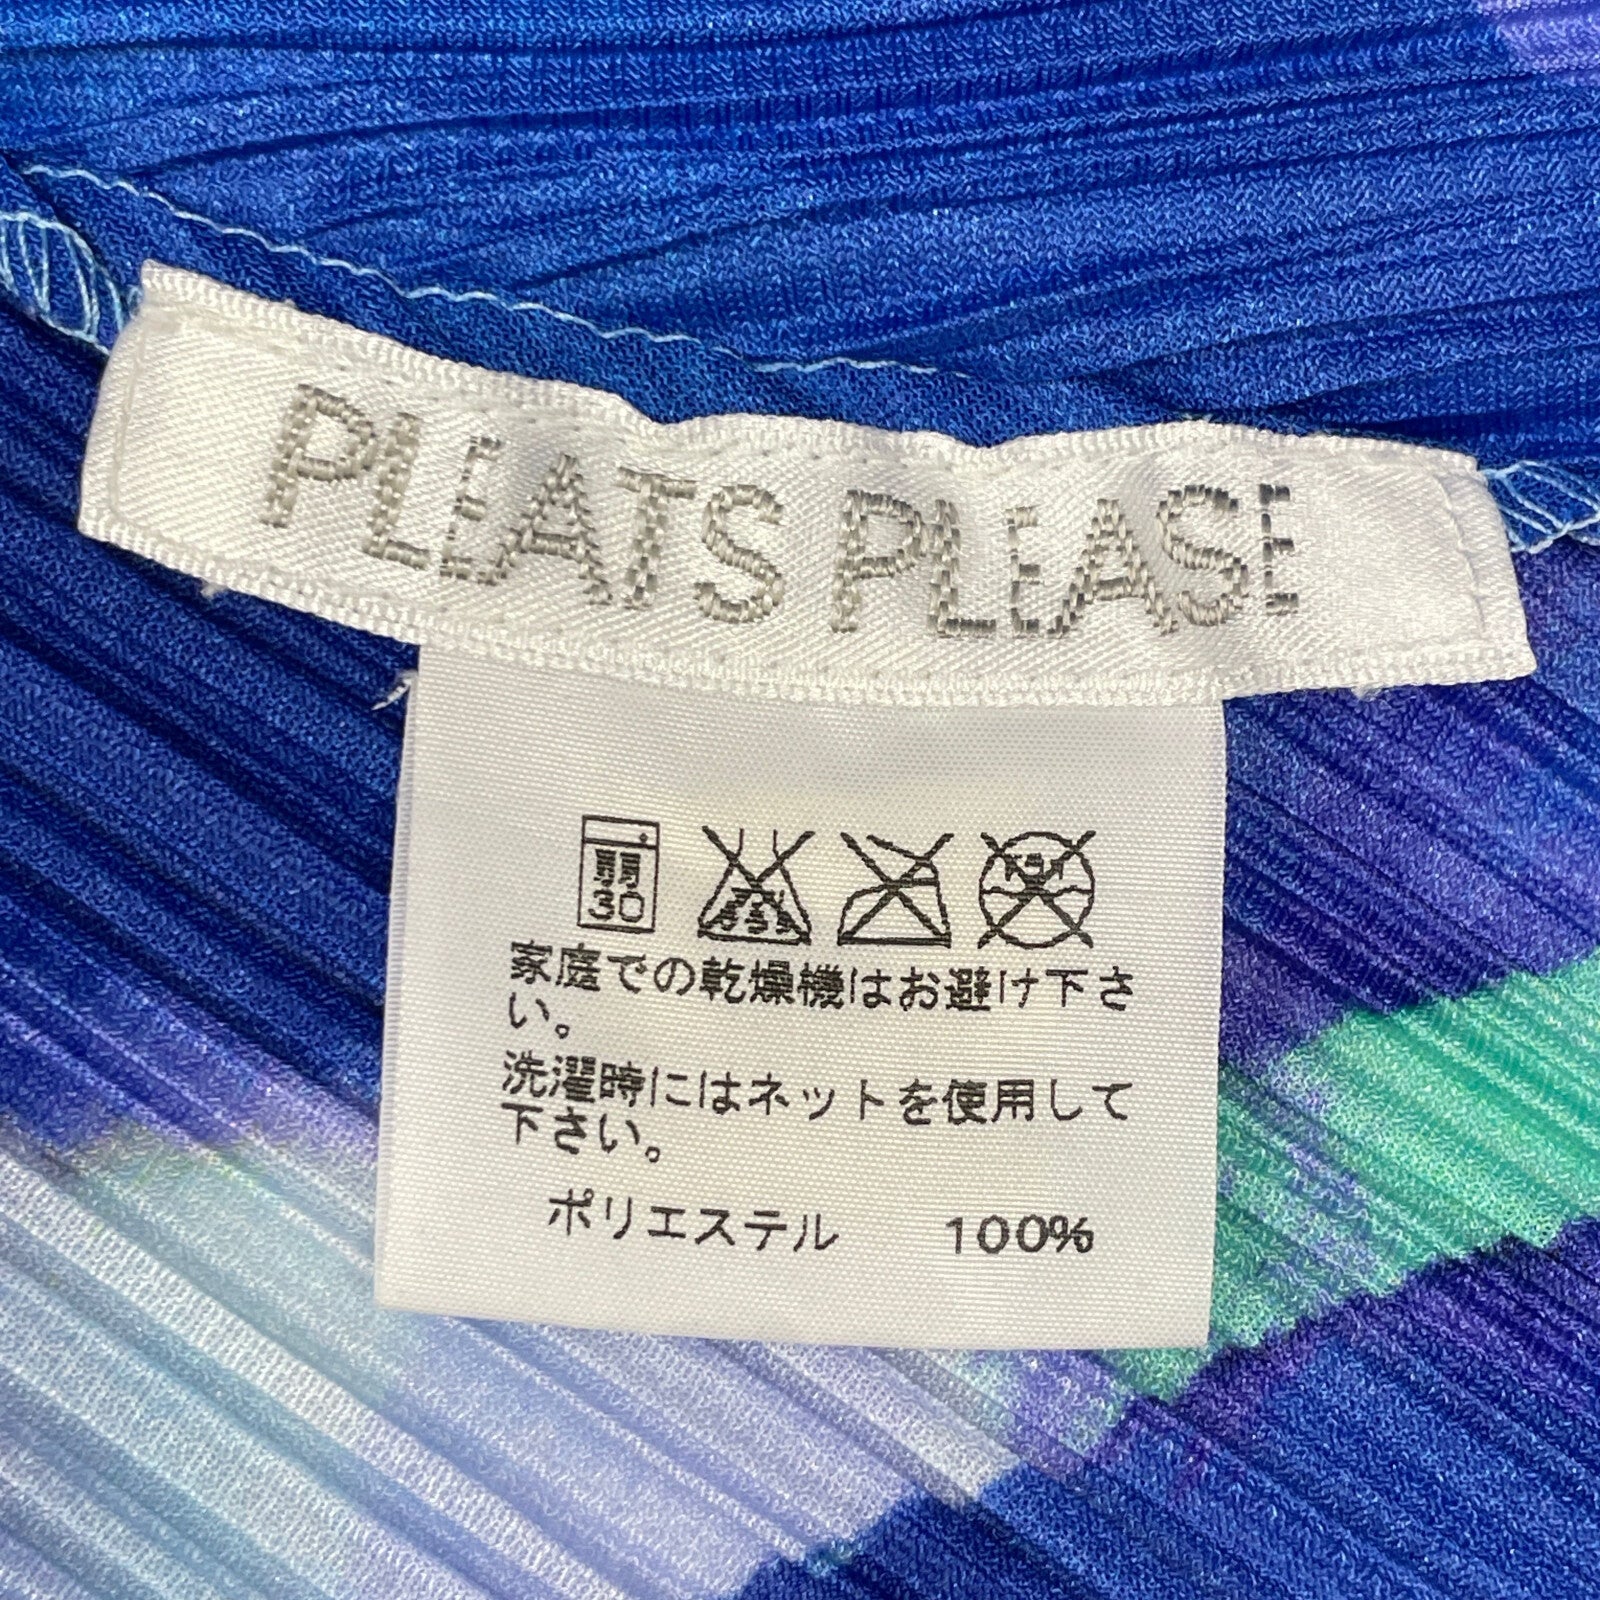 PLEATS PLEASE
30
家庭での乾燥機はお避け下さ
い。
洗濯時にはネットを使用して
下さい。
ポリエステル 100%